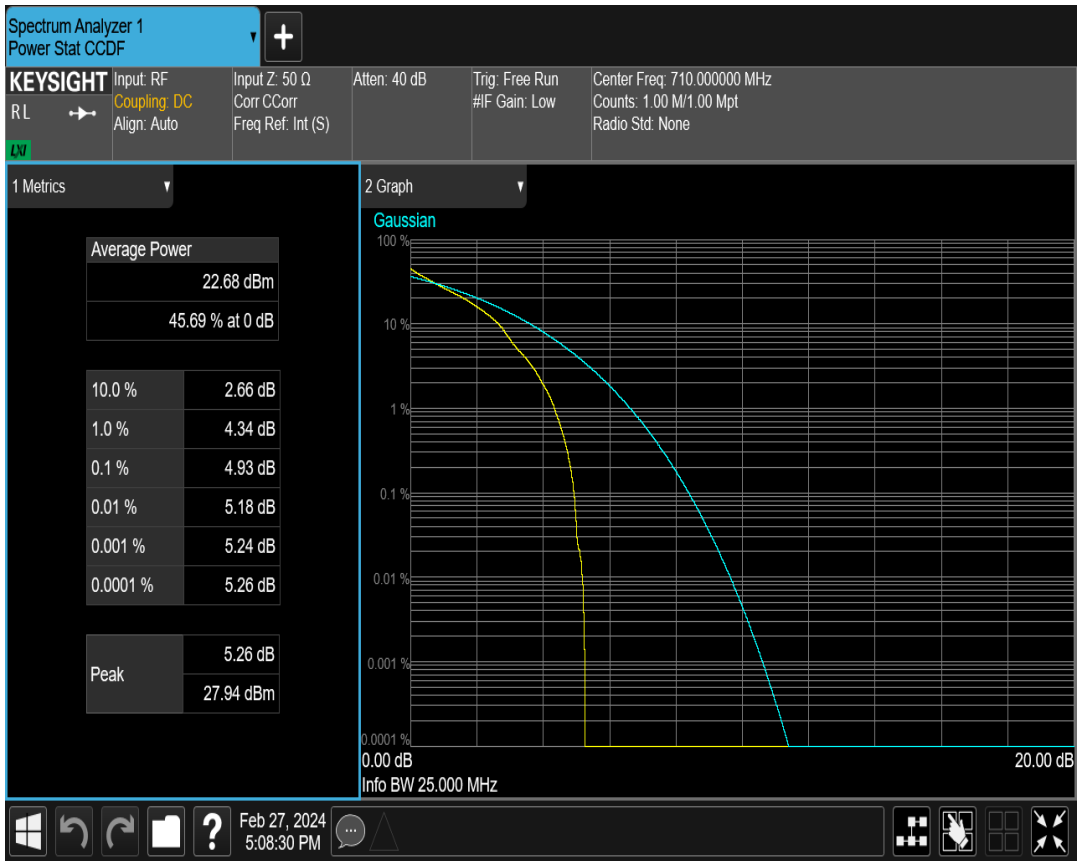 Spectrum Analyzer 1
Power Stat CCDF
KEYSIGHT
RL
LXI
Input: RF
Coupling: DC
Align: Auto
Input Z: 50 Ω
Corr CCorr
Freq Ref: Int (S)
Atten: 40 dB
Trig: Free Run
#IF Gain: Low
Center Freq: 710.000000 MHz
Counts: 1.00 M/1.00 Mpt
Radio Std: None
1 Metrics
Average Power
22.68 dBm
45.69 % at 0 dB
10.0 % 2.66 dB
1.0 % 4.34 dB
0.1 % 4.93 dB
0.01 % 5.18 dB
0.001 % 5.24 dB
0.0001 % 5.26 dB
Peak
5.26 dB
27.94 dBm
2 Graph
Gaussian
100 %
10 %
1 %
0.1 %
0.01 %
0.001 %
0.0001 %
0.00 dB 20.00 dB
Info BW 25.000 MHz
Feb 27, 2024
5:08:30 PM